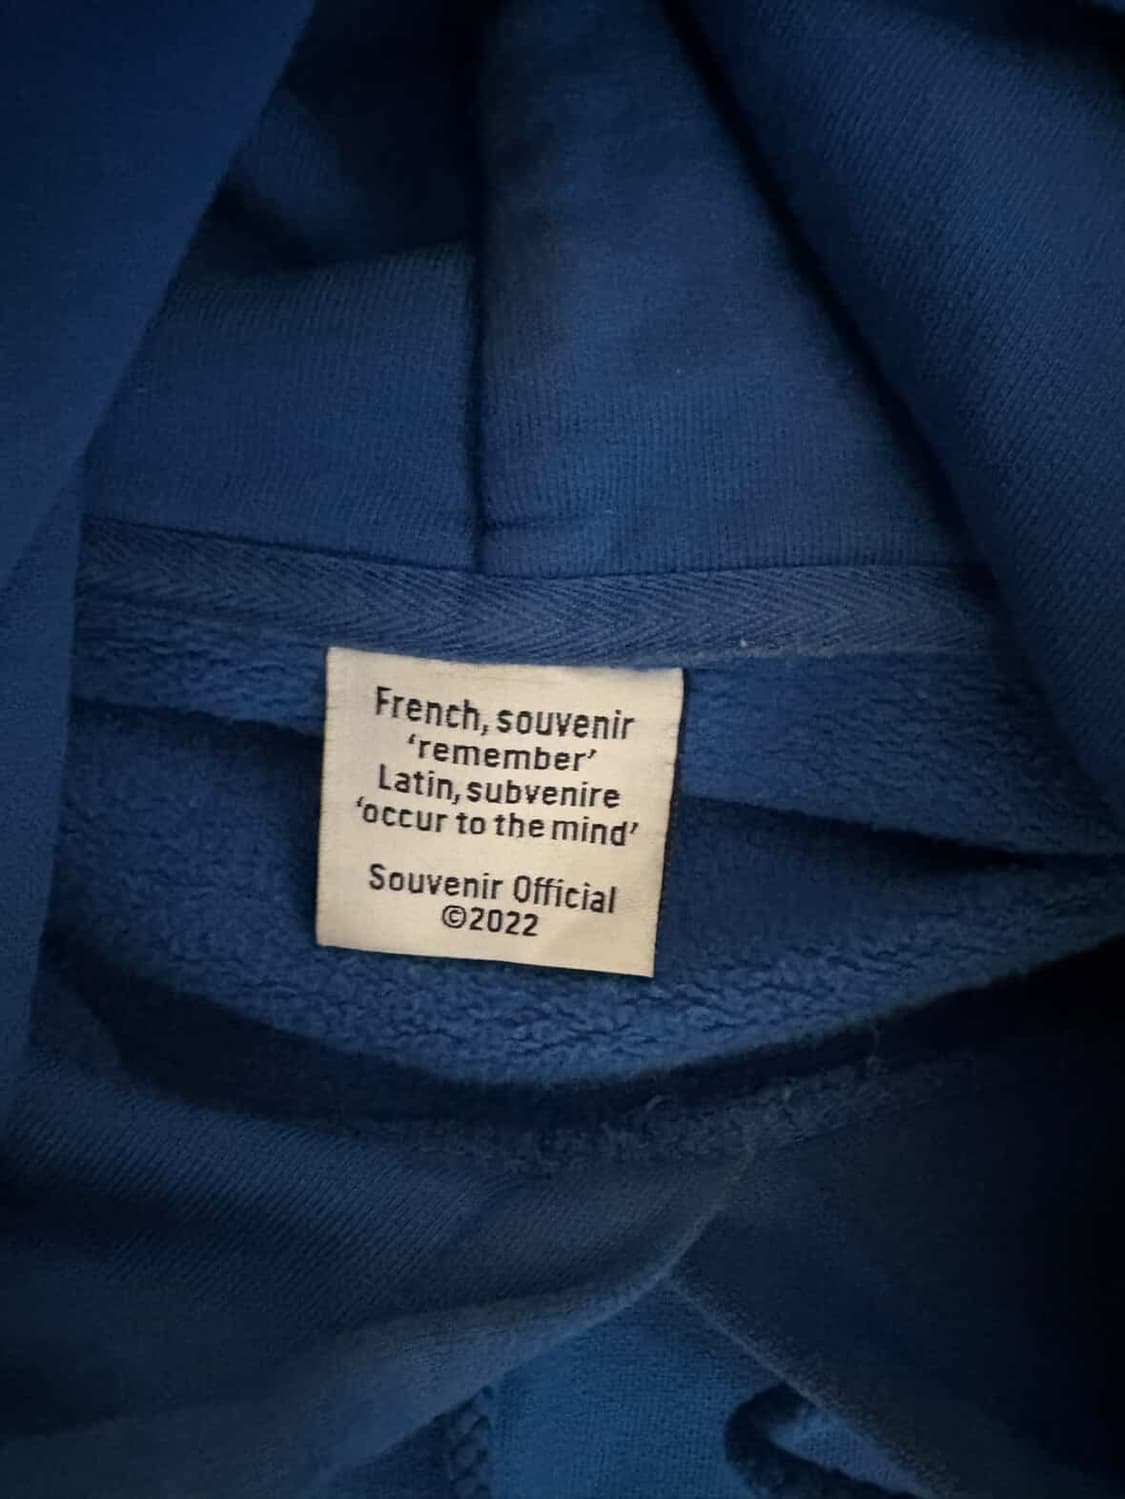 French, souvenir
‘remember’
Latin, subvenire
‘occur to the mind’
Souvenir Official
©2022